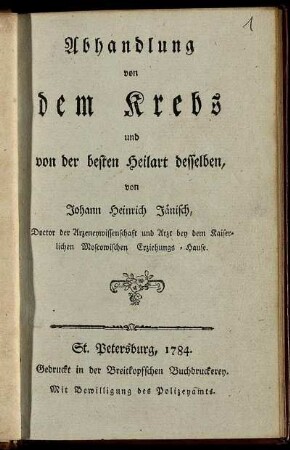 1
Abhandlung
von
dem Krebs
und
von der besten Heilart desselben,
von
Johann Heinrich Jänisch,
Doctor der Arzeneywissenschaft und Arzt bey dem Kaiser-
lichen Moscowischen Erziehungs-Hause.
St. Petersburg, 1784.
Gedruckt in der Breitkopfschen Buchdruckerey.
Mit Bewilligung des Polizeyamts.